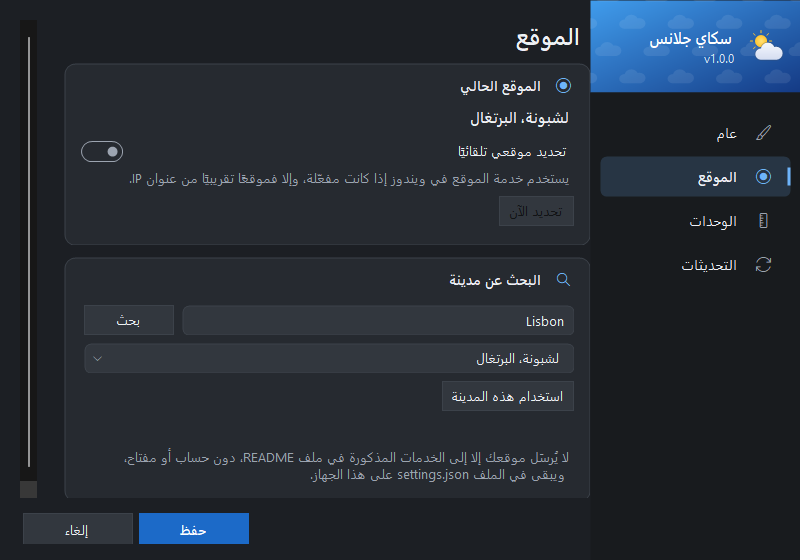 سكاي جلانس
v1.0.0
عام
الموقع
الوحدات
التحديثات
الموقع
الموقع الحالي
لشبونة، البرتغال
تحديد موقعي تلقائيًا
يستخدم خدمة الموقع في ويندوز إذا كانت مفعّلة، وإلا فموقعًا تقريبيًا من عنوان IP.
تحديد الآن
البحث عن مدينة
Lisbon
بحث
لشبونة، البرتغال
استخدام هذه المدينة
لا يُرسَل موقعك إلا إلى الخدمات المذكورة في ملف README، دون حساب أو مفتاح،
ويبقى في الملف settings.json على هذا الجهاز.
حفظ
إلغاء